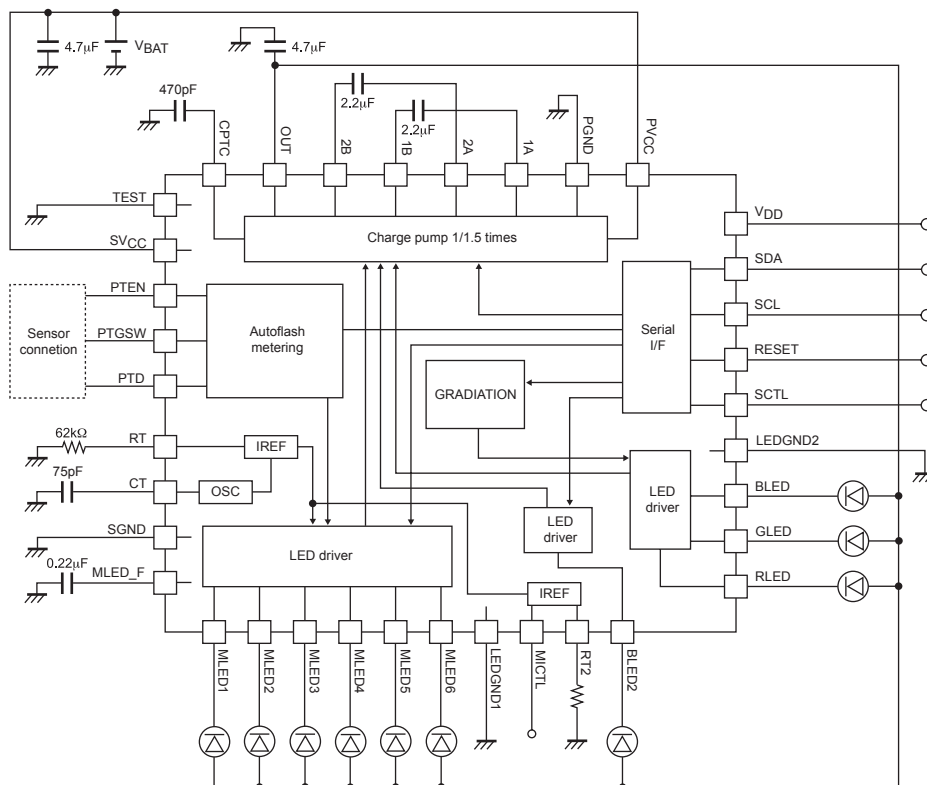 4.7μF
VBAT
4.7μF
470pF
2.2μF
2.2μF
CPTC
OUT
2B
1B
2A
1A
PGND
PVCC
TEST
SVCC
Charge pump 1/1.5 times
VDD
SDA
SCL
RESET
SCTL
PTEN
PTGSW
PTD
Sensor
connetion
Autoflash
metering
Serial
I/F
GRADIATION
62kΩ
RT
IREF
75pF
CT
OSC
LEDGND2
LED
driver
BLED
GLED
RLED
SGND
LED driver
LED
driver
0.22μF
MLED_F
IREF
MLED1
MLED2
MLED3
MLED4
MLED5
MLED6
LEDGND1
MICTL
RT2
BLED2